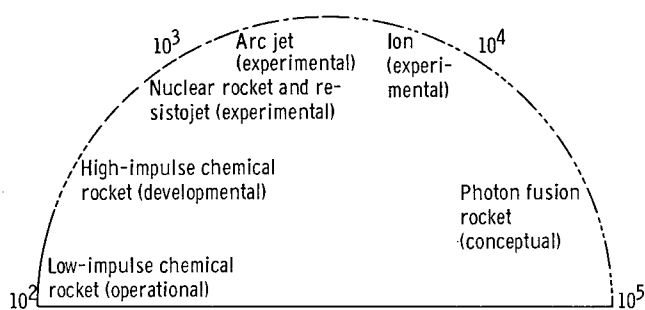 10³
Arc jet
(experimental)
Ion
(experi-
mental)
10⁴
Nuclear rocket and re-
sistojet (experimental)
High-impulse chemical
rocket (developmental)
Photon fusion
rocket
(conceptual)
Low-impulse chemical
rocket (operational)
10²
10⁵